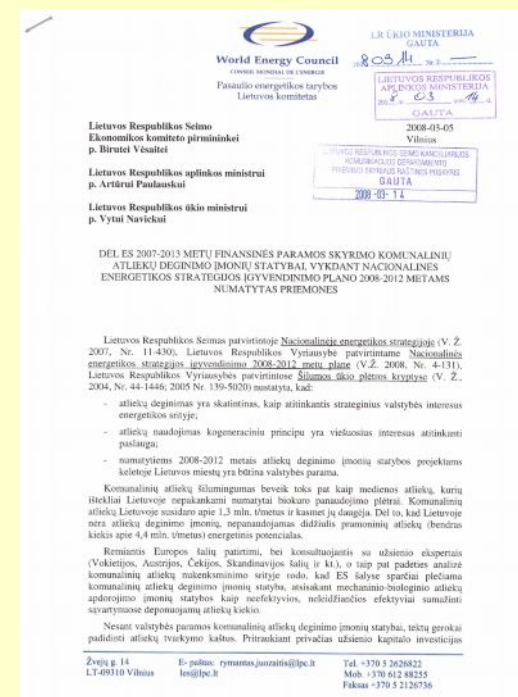 World Energy Council
CONSEIL MONDIAL DE L'ENERGIE
Pasaulio energetikos tarybos
Lietuvos komitetas
LR ŪKIO MINISTERIJA
GAUTA
LIETUVOS RESPUBLIKOS
APLINKOS MINISTERIJA
GAUTA
2008-03-05
Vilnius
LIETUVOS RESPUBLIKOS SEIMO KANCELIARIJOS
KOMUNIKACIJOS DEPARTAMENTO
PRIĖMIMO SKYRIAUS RAŠTINĖS POSKYRIS
GAUTA
2008 -03- 14
Lietuvos Respublikos Seimo
Ekonomikos komiteto pirmininkei
p. Birutei Vėsaitei
Lietuvos Respublikos aplinkos ministrui
p. Artūrui Paulauskui
Lietuvos Respublikos ūkio ministrui
p. Vytui Navickui
DĖL ES 2007-2013 METŲ FINANSINĖS PARAMOS SKYRIMO KOMUNALINIŲ
ATLIEKŲ DEGINIMO ĮMONIŲ STATYBAI, VYKDANT NACIONALINĖS
ENERGETIKOS STRATEGIJOS ĮGYVENDINIMO PLANO 2008-2012 METAMS
NUMATYTAS PRIEMONES
Lietuvos Respublikos Seimas patvirtintoje Nacionalinėje energetikos strategijoje (V. Ž.
2007, Nr. 11-430), Lietuvos Respublikos Vyriausybė patvirtintame Nacionalinės
energetikos strategijos įgyvendinimo 2008-2012 metų plane (V.Ž. 2008, Nr. 4-131),
Lietuvos Respublikos Vyriausybės patvirtintose Šilumos ūkio plėtros kryptyse (V. Ž.,
2004, Nr. 44-1446; 2005 Nr. 139-5020) nustatyta, kad:
- atliekų deginimas yra skatintinas, kaip atitinkantis strateginius valstybės interesus
energetikos srityje;
- atliekų naudojimas kogeneraciniu principu yra viešuosius interesus atitinkanti
paslauga;
- numatytiems 2008-2012 metais atliekų deginimo įmonių statybos projektams
keletoje Lietuvos miestų yra būtina valstybės parama.
Komunalinių atliekų šilumingumas beveik toks pat kaip medienos atliekų, kurių
ištekliai Lietuvoje nepakankami numatytai biokuro panaudojimo plėtrai. Komunalinių
atliekų Lietuvoje susidaro apie 1,3 mln. t/metus ir kasmet jų daugėja. Dėl to, kad Lietuvoje
nėra atliekų deginimo įmonių, nepanaudojamas didžiulis pramoninių atliekų (bendras
kiekis apie 4,4 mln. t/metus) energetinis potencialas.
Remiantis Europos šalių patirtimi, bei konsultuojantis su užsienio ekspertais
(Vokietijos, Austrijos, Čekijos, Skandinavijos šalių ir kt.), o taip pat padėties analizė
komunalinių atliekų nukenksminimo srityje rodo, kad ES šalyse sparčiai plečiama
komunalinių atliekų deginimo įmonių statyba, atsisakant mechaninio-biologinio atliekų
apdorojimo įmonių statybos kaip neefektyvios, neleidžiančios efektyviai sumažinti
sąvartynuose deponuojamų atliekų kiekio.
Nesant valstybės paramos komunalinių atliekų deginimo įmonių statybai, tektų gerokai
padidinti atliekų tvarkymo kaštus. Pritraukiant privačias užsienio kapitalo investicijas
Žvejų g. 14
LT-09310 Vilnius
E- paštas: rymantas.juozaitis@lpc.lt
les@lpc.lt
Tel. +370 5 2626822
Mob. +370 612 88255
Faksas +370 5 2126736